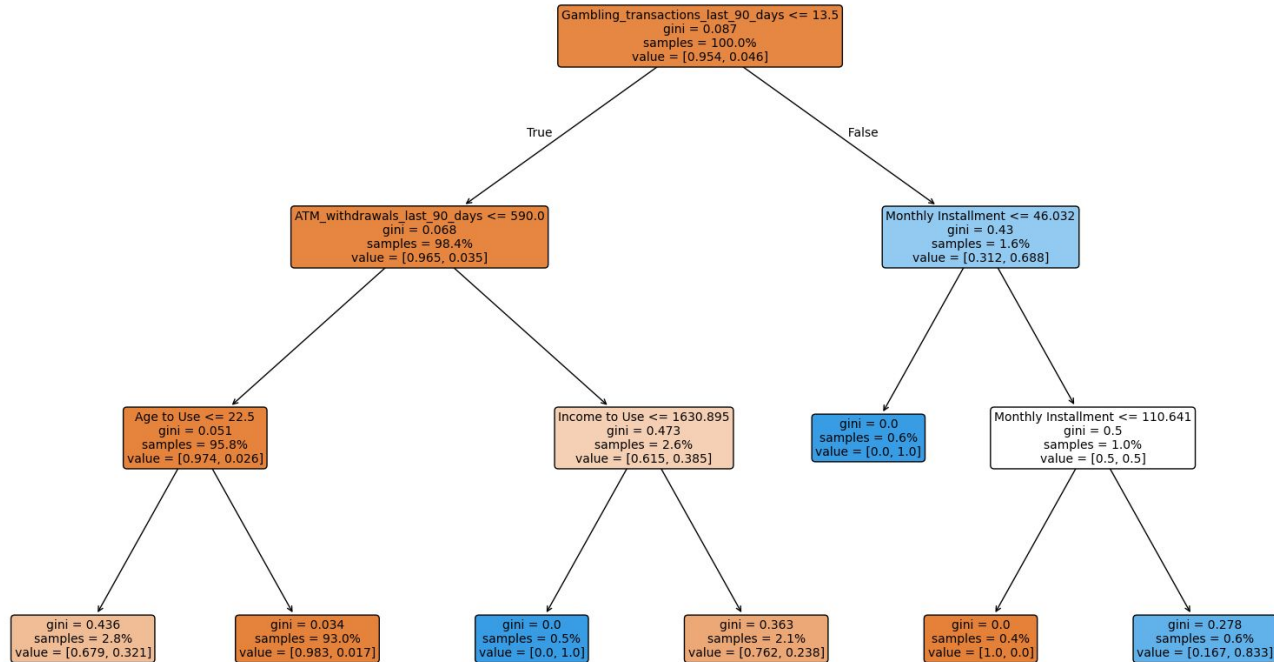 Gambling_transactions_last_90_days <= 13.5
gini = 0.087
samples = 100.0%
value = [0.954, 0.046]
True
False
ATM_withdrawals_last_90_days <= 590.0
gini = 0.068
samples = 98.4%
value = [0.965, 0.035]
Monthly Installment <= 46.032
gini = 0.43
samples = 1.6%
value = [0.312, 0.688]
Age to Use <= 22.5
gini = 0.051
samples = 95.8%
value = [0.974, 0.026]
Income to Use <= 1630.895
gini = 0.473
samples = 2.6%
value = [0.615, 0.385]
gini = 0.0
samples = 0.6%
value = [0.0, 1.0]
Monthly Installment <= 110.641
gini = 0.5
samples = 1.0%
value = [0.5, 0.5]
gini = 0.436
samples = 2.8%
value = [0.679, 0.321]
gini = 0.034
samples = 93.0%
value = [0.983, 0.017]
gini = 0.0
samples = 0.5%
value = [0.0, 1.0]
gini = 0.363
samples = 2.1%
value = [0.762, 0.238]
gini = 0.0
samples = 0.4%
value = [1.0, 0.0]
gini = 0.278
samples = 0.6%
value = [0.167, 0.833]